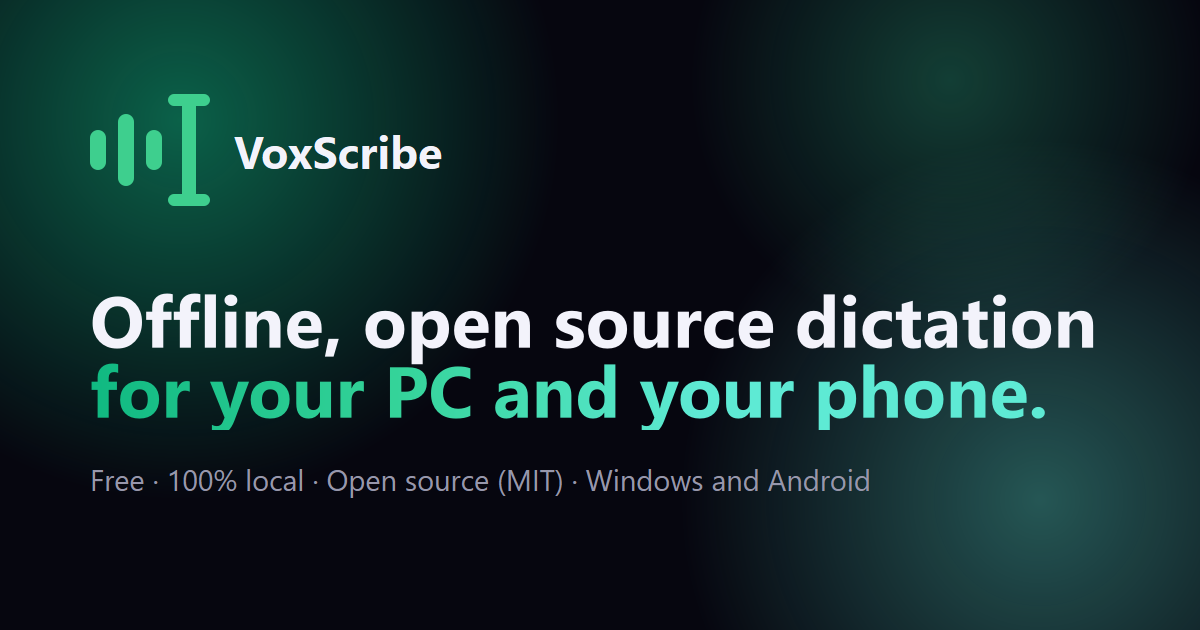 VoxScribe
Offline, open source dictation
for your PC and your phone.
Free · 100% local · Open source (MIT) · Windows and Android